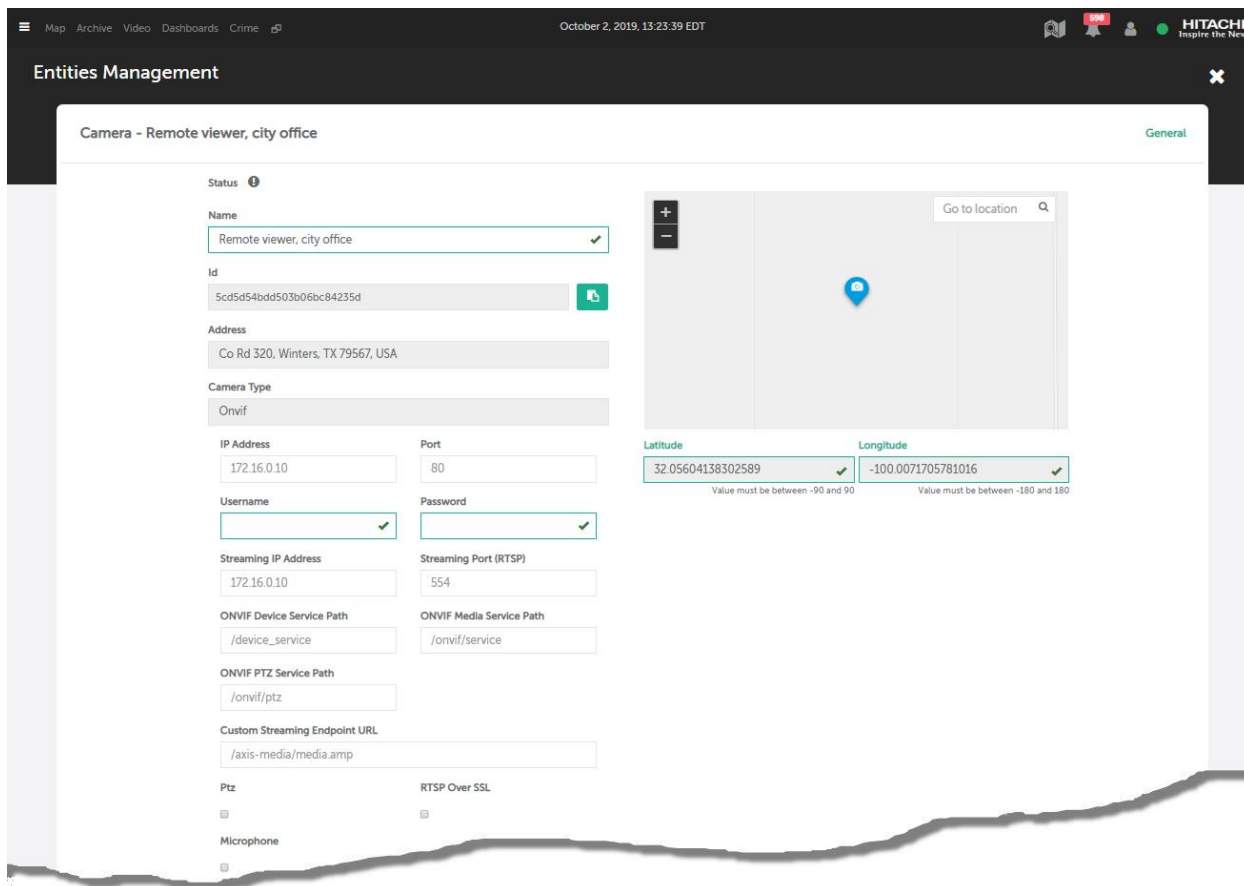 Map Archive Video Dashboards Crime
October 2, 2019, 13:23:39 EDT
598
HITACHI
Inspire the Nex
Entities Management
Camera - Remote viewer, city office
General
Status
Name
Remote viewer, city office
Id
5cd5d54bdd503b06bc84235d
Address
Co Rd 320, Winters, TX 79567, USA
Camera Type
Onvif
IP Address Port
172.16.0.10 80
Username Password
Streaming IP Address Streaming Port (RTSP)
172.16.0.10 554
ONVIF Device Service Path ONVIF Media Service Path
/device_service /onvif/service
ONVIF PTZ Service Path
/onvif/ptz
Custom Streaming Endpoint URL
/axis-media/media.amp
Ptz RTSP Over SSL
Microphone
+
Go to location
−
Latitude Longitude
32.05604138302589 -100.0071705781016
Value must be between -90 and 90 Value must be between -180 and 180